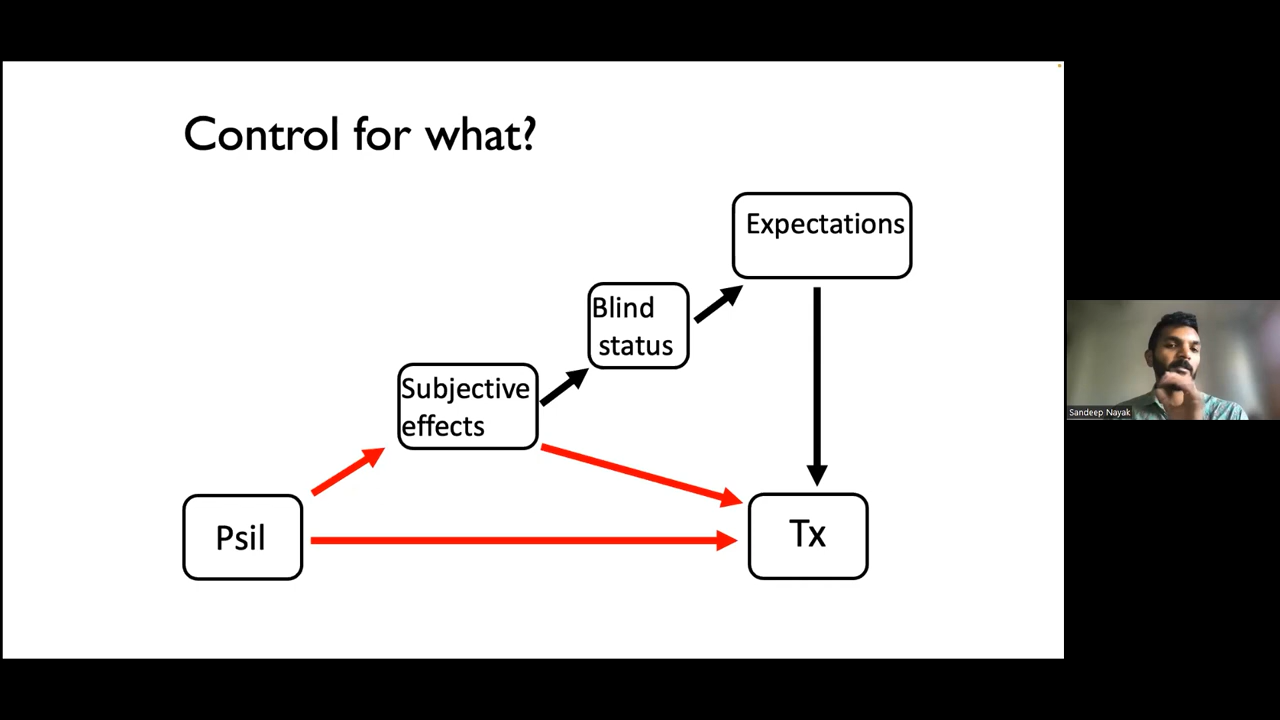 Control for what?
Expectations
Blind
status
Subjective
effects
Psil
Tx
Sandeep Nayak